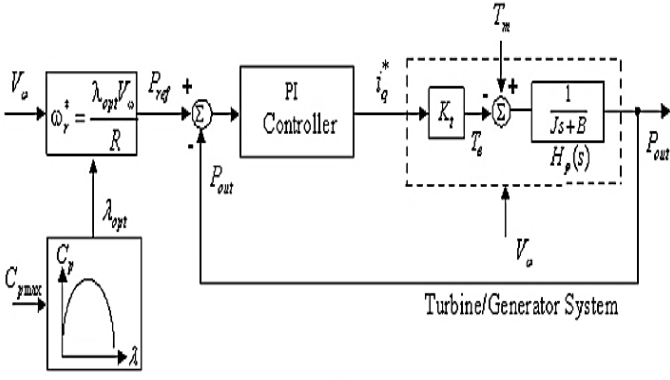 T_m
V_ω
ω_r^* = λ_opt V_ω / R
P_ref
+
Σ
-
P_out
PI
Controller
i_q^*
K_t
T_e
-
+
Σ
1 / Js+B
H_p(s)
P_out
λ_opt
V_ω
C_pmax
C_p
λ
Turbine/Generator System